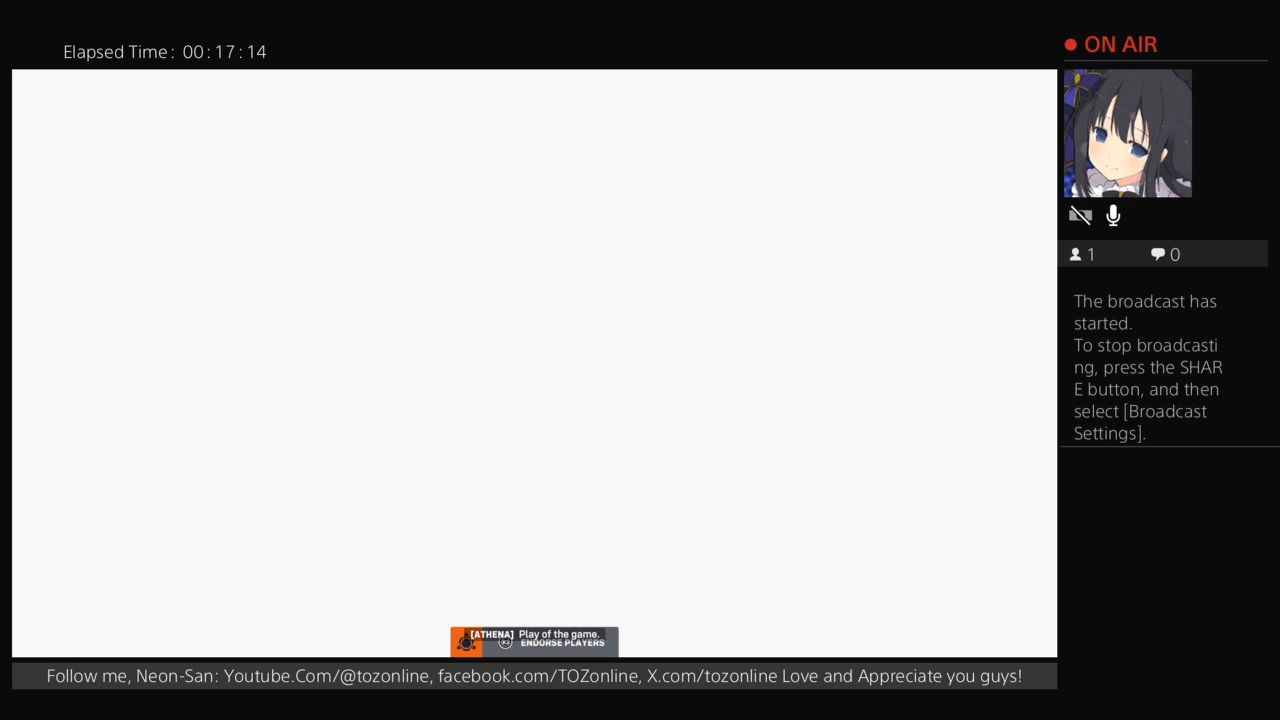 Elapsed Time: 00:17:14
ON AIR
1
0
The broadcast has
started.
To stop broadcasti
ng, press the SHAR
E button, and then
select [Broadcast
Settings].
[ATHENA] Play of the game.
ENDORSE PLAYERS
Follow me, Neon-San: Youtube.Com/@tozonline, facebook.com/TOZonline, X.com/tozonline Love and Appreciate you guys!